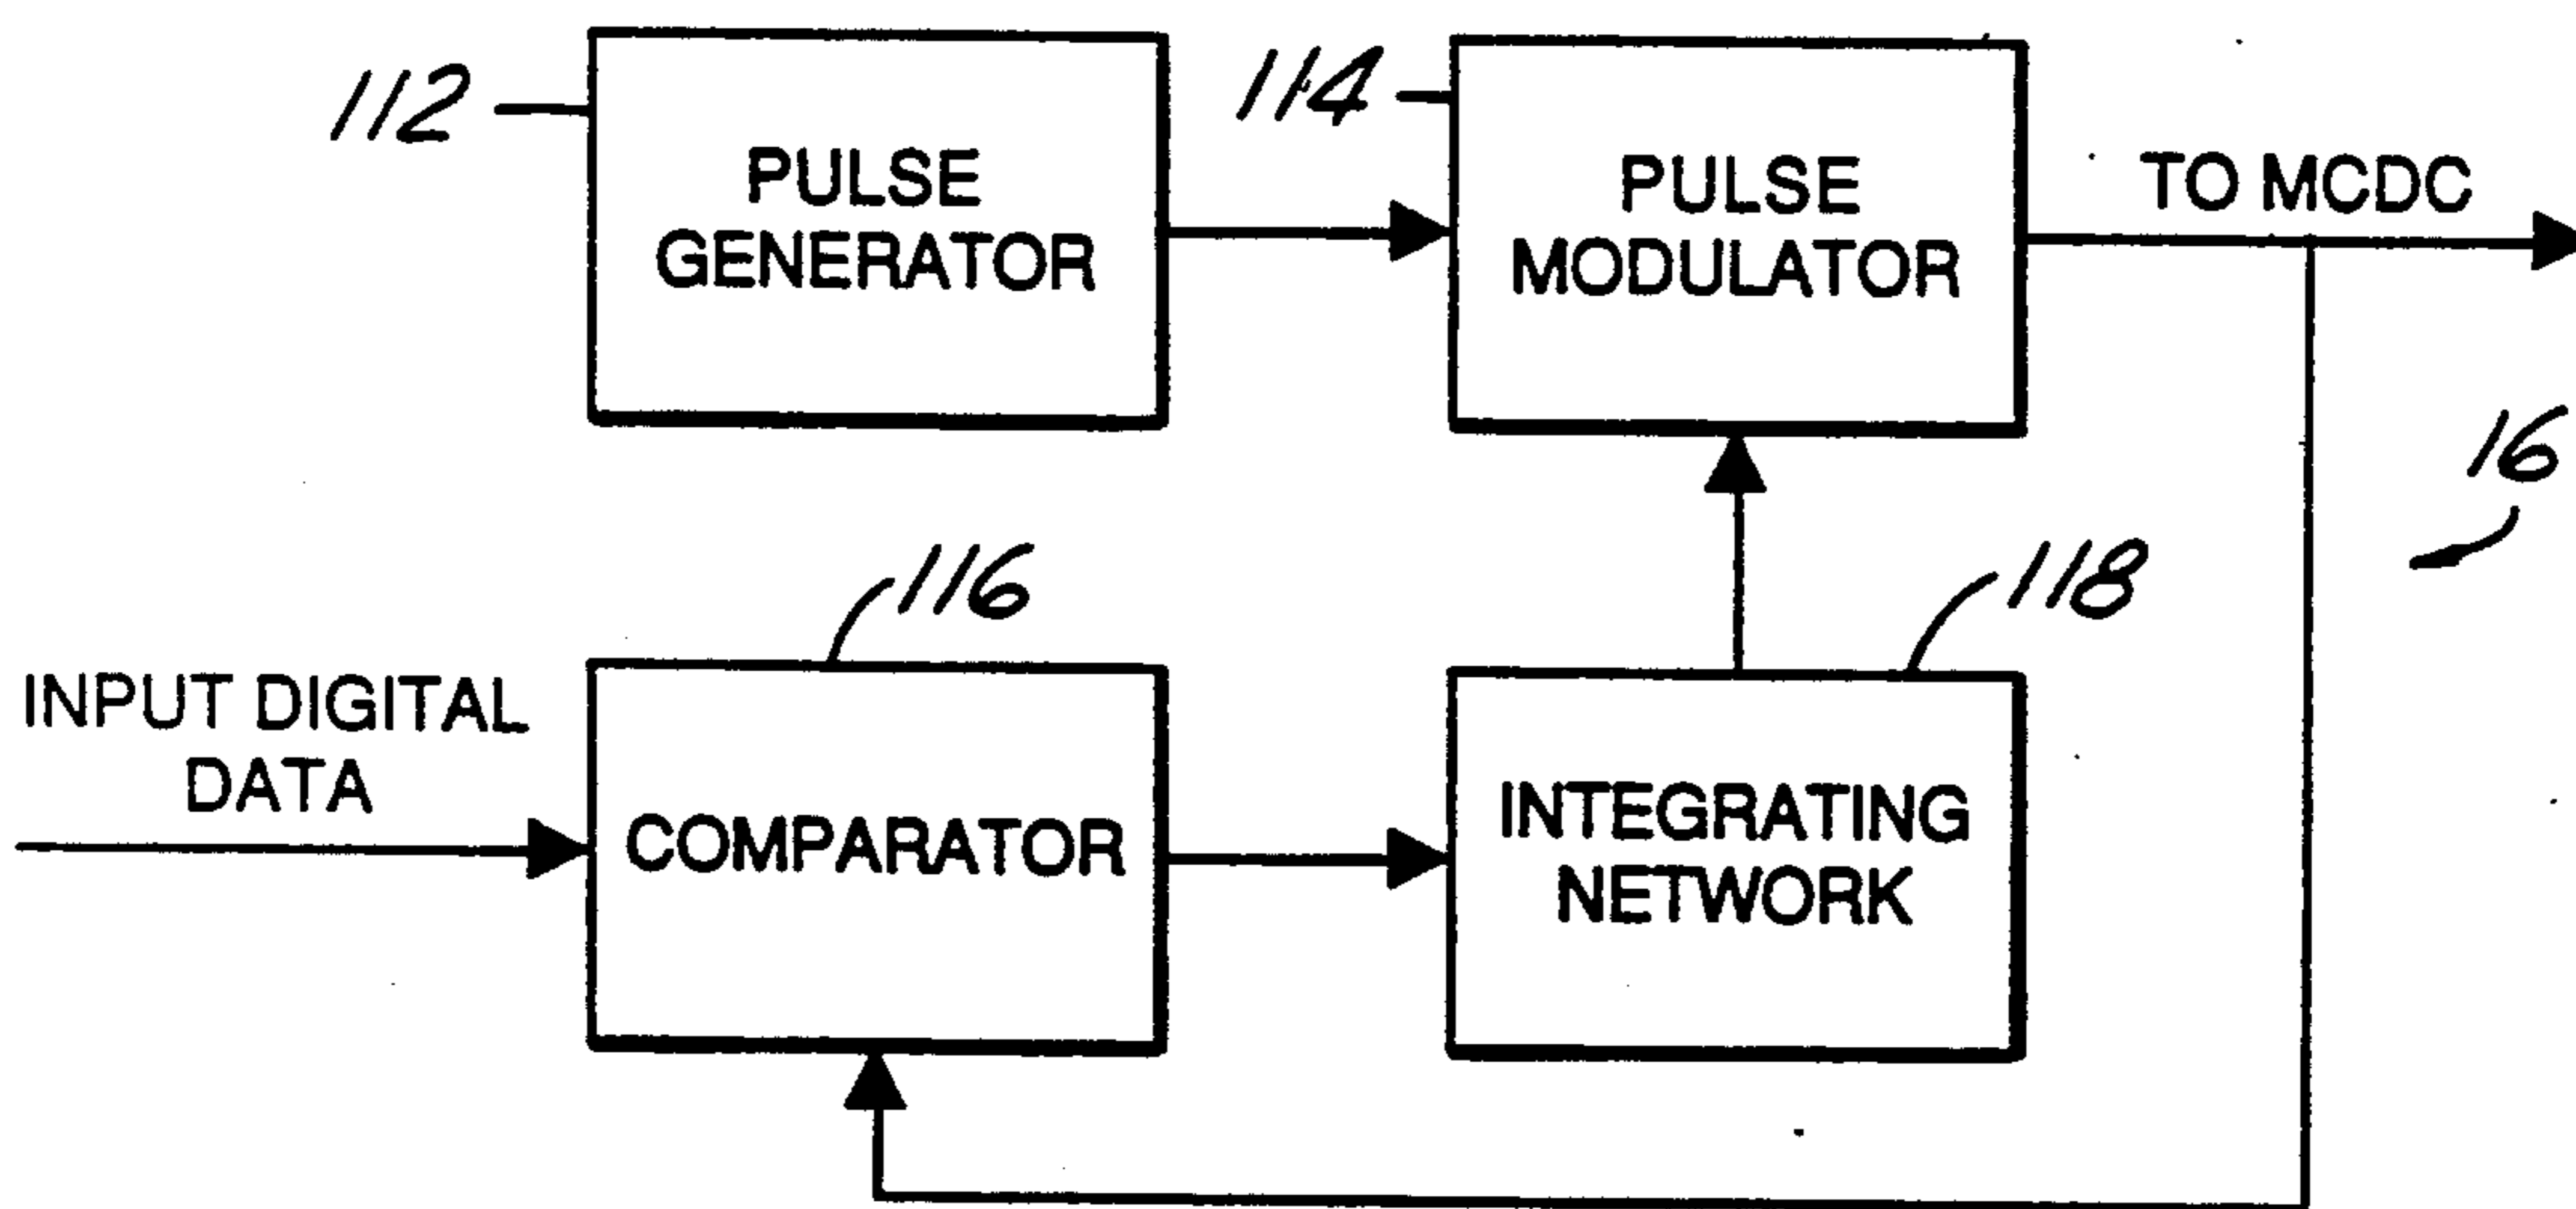 112
PULSE
GENERATOR
114
PULSE
MODULATOR
TO MCDC
16
INPUT DIGITAL
DATA
116
COMPARATOR
118
INTEGRATING
NETWORK